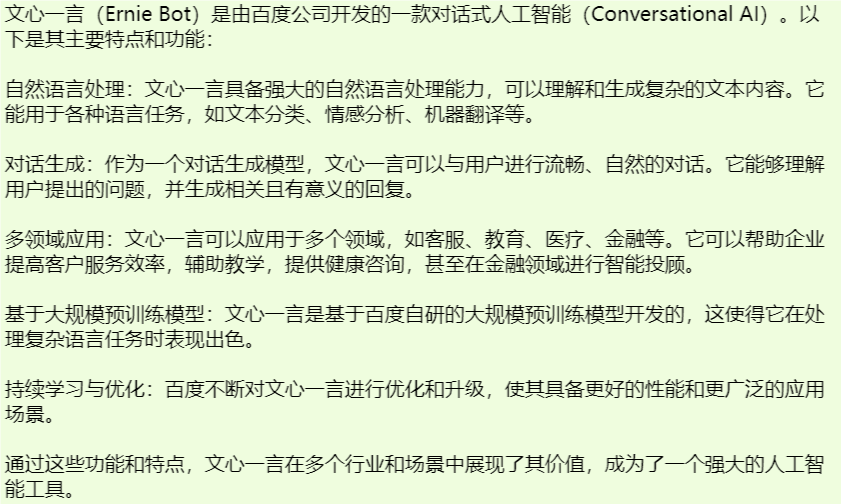 文心一言（Ernie Bot）是由百度公司开发的一款对话式人工智能（Conversational AI）。以
下是其主要特点和功能：
自然语言处理：文心一言具备强大的自然语言处理能力，可以理解和生成复杂的文本内容。它
能用于各种语言任务，如文本分类、情感分析、机器翻译等。
对话生成：作为一个对话生成模型，文心一言可以与用户进行流畅、自然的对话。它能够理解
用户提出的问题，并生成相关且有意义的回复。
多领域应用：文心一言可以应用于多个领域，如客服、教育、医疗、金融等。它可以帮助企业
提高客户服务效率，辅助教学，提供健康咨询，甚至在金融领域进行智能投顾。
基于大规模预训练模型：文心一言是基于百度自研的大规模预训练模型开发的，这使得它在处
理复杂语言任务时表现出色。
持续学习与优化：百度不断对文心一言进行优化和升级，使其具备更好的性能和更广泛的应用
场景。
通过这些功能和特点，文心一言在多个行业和场景中展现了其价值，成为了一个强大的人工智
能工具。